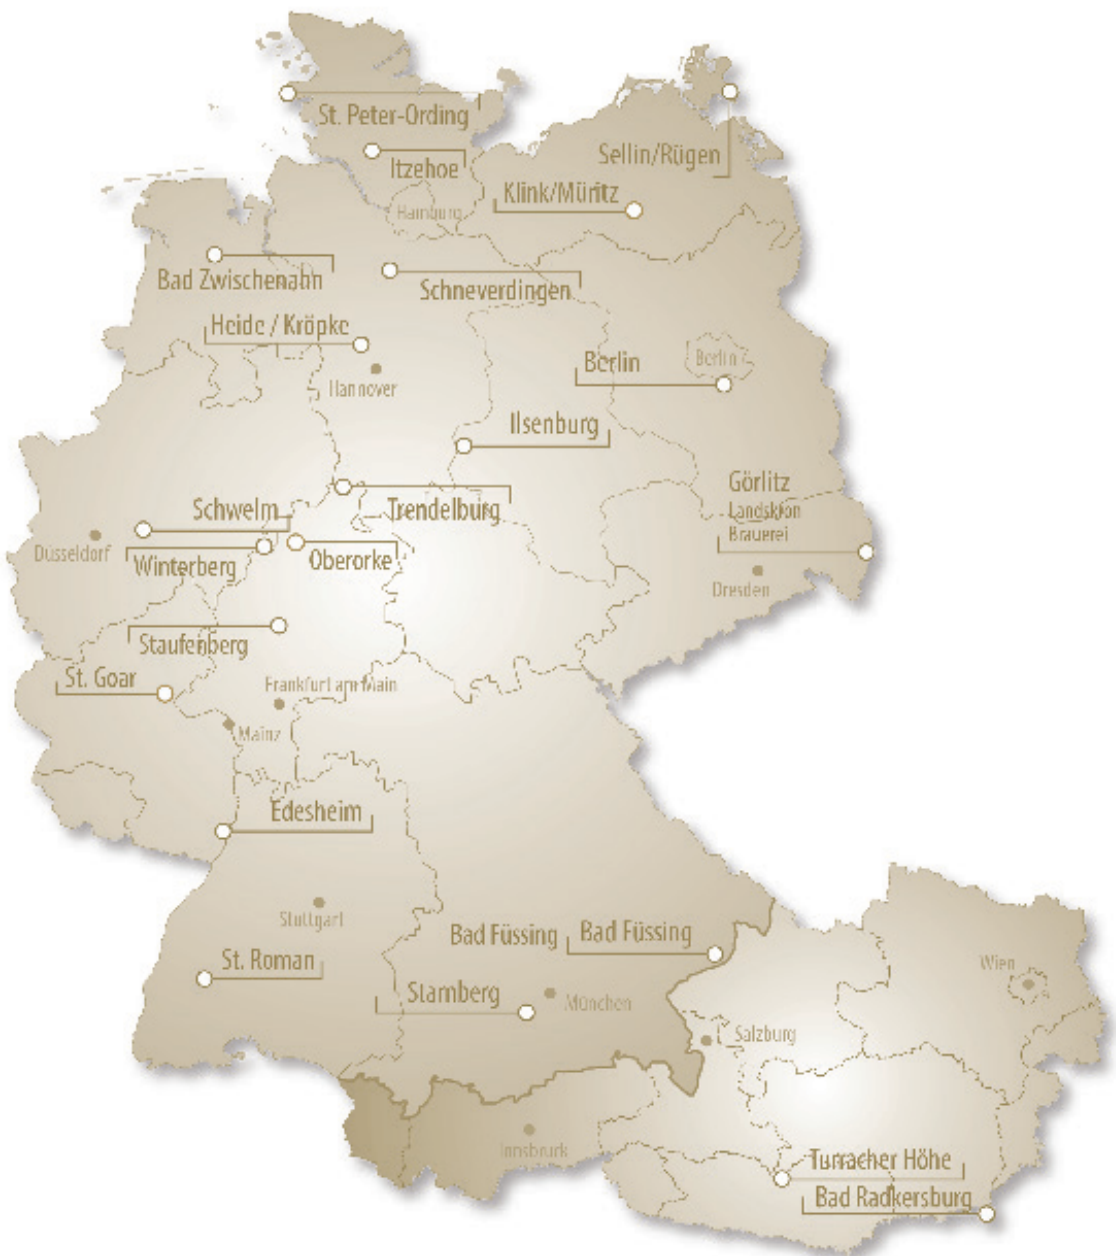 St. Peter-Ording
Sellin/Rügen
Itzehoe
Klink/Müritz
Hamburg
Bad Zwischenahn
Schneverdingen
Heide / Kröpke
Hannover
Berlin
Berlin
Ilsenburg
Görlitz
Landskron
Brauerei
Schwelm
Trendelburg
Düsseldorf
Winterberg
Oberorke
Dresden
Staufenberg
St. Goar
Frankfurt am Main
Mainz
Edesheim
Stuttgart
Bad Füssing
Bad Füssing
St. Roman
Wien
Starnberg
München
Salzburg
Innsbruck
Turracher Höhe
Bad Radkersburg